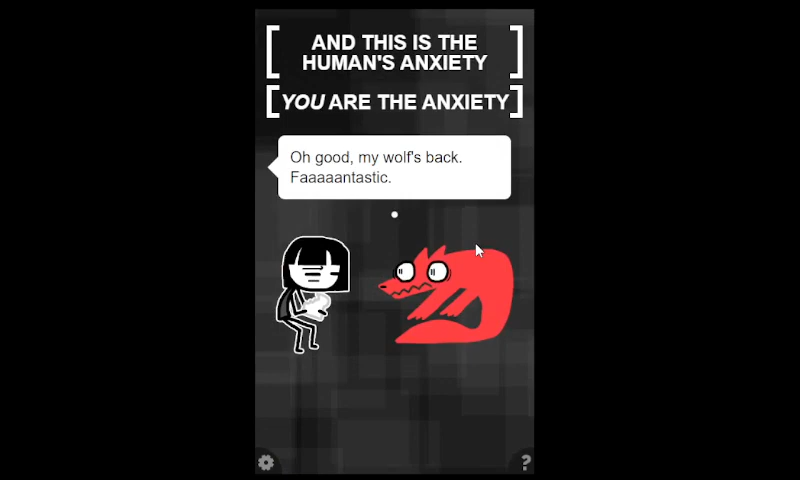 AND THIS IS THE
HUMAN'S ANXIETY
YOU ARE THE ANXIETY
Oh good, my wolf's back.
Faaaaantastic.
?